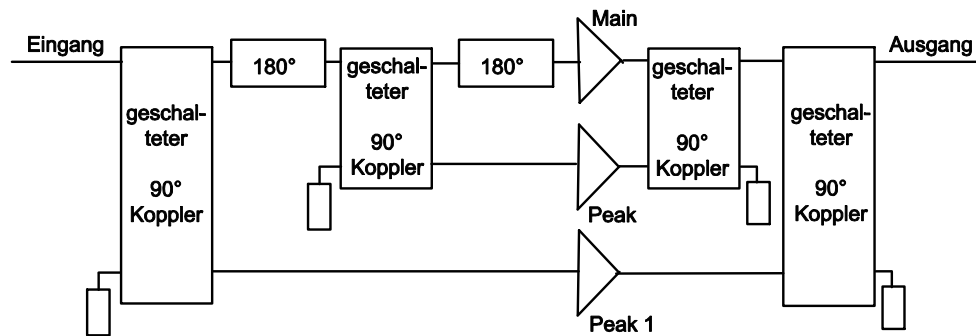 Main
Eingang
Ausgang
180°
180°
geschal-
teter
90°
Koppler
geschal-
teter
90°
Koppler
geschal-
teter
90°
Koppler
geschal-
teter
90°
Koppler
Peak
Peak 1